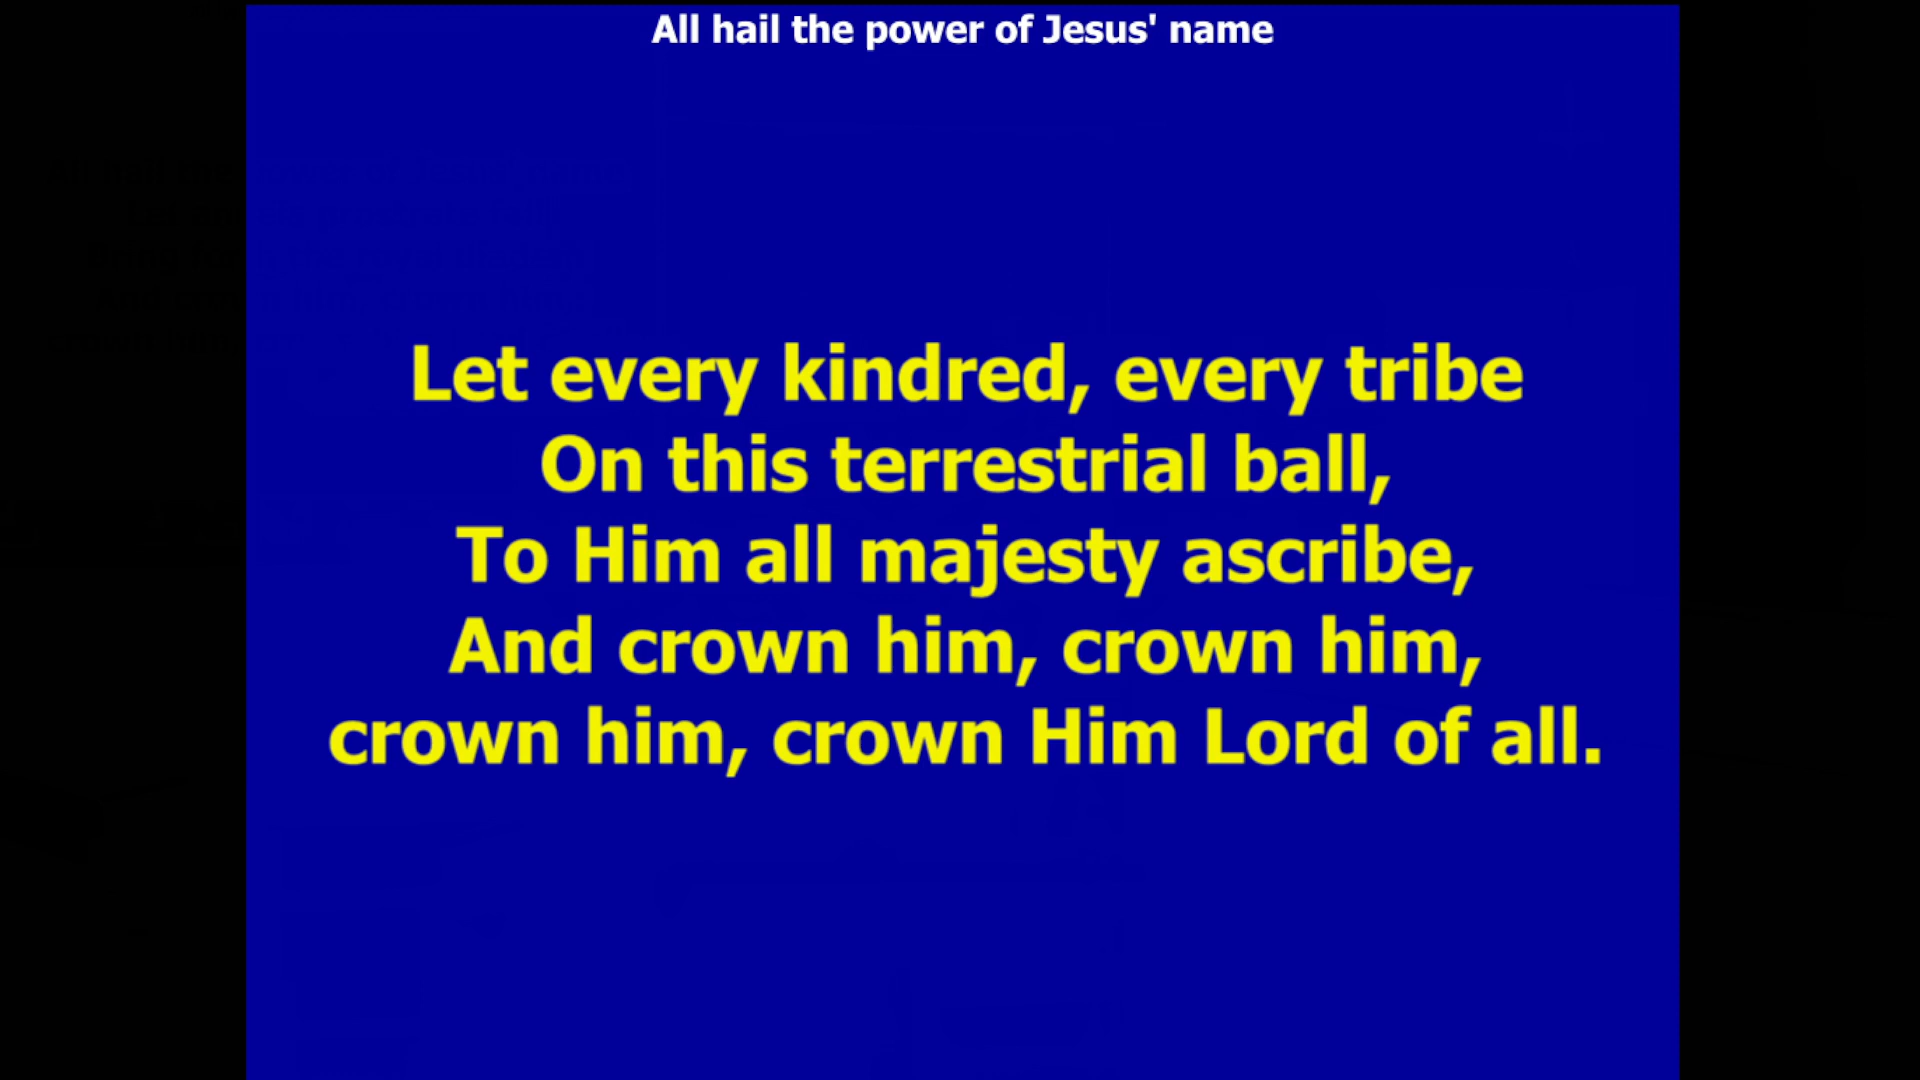 All hail the power of Jesus' name
Let every kindred, every tribe
On this terrestrial ball,
To Him all majesty ascribe,
And crown him, crown him,
crown him, crown Him Lord of all.